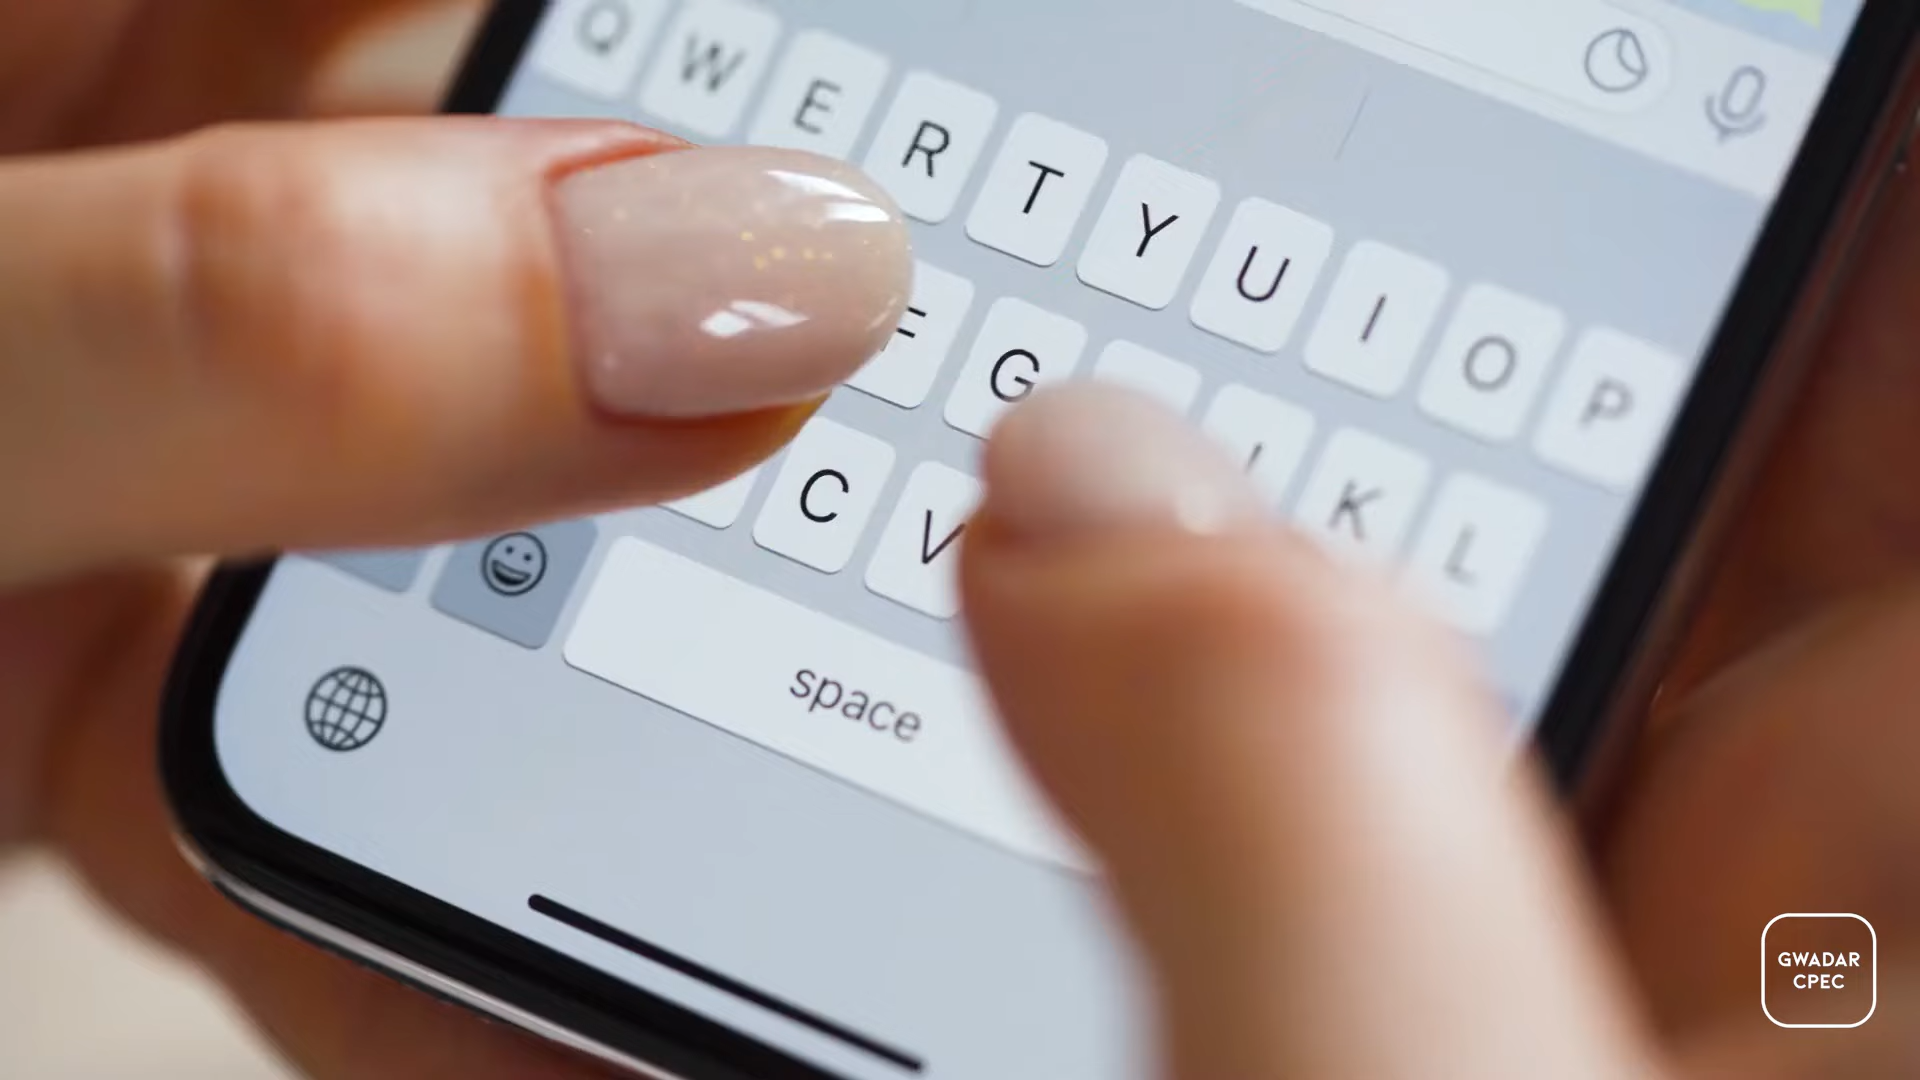 Q W E R T Y U I O P
F G J K L
C V
space
GWADAR
CPEC